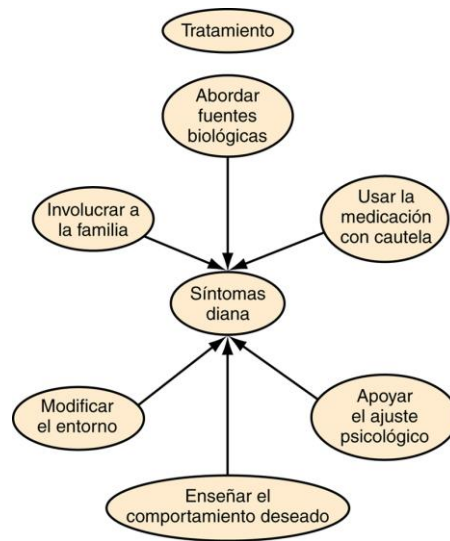 Tratamiento
Abordar
fuentes
biológicas
Involucrar a
la familia
Usar la
medicación
con cautela
Síntomas
diana
Modificar
el entorno
Apoyar
el ajuste
psicológico
Enseñar el
comportamiento deseado